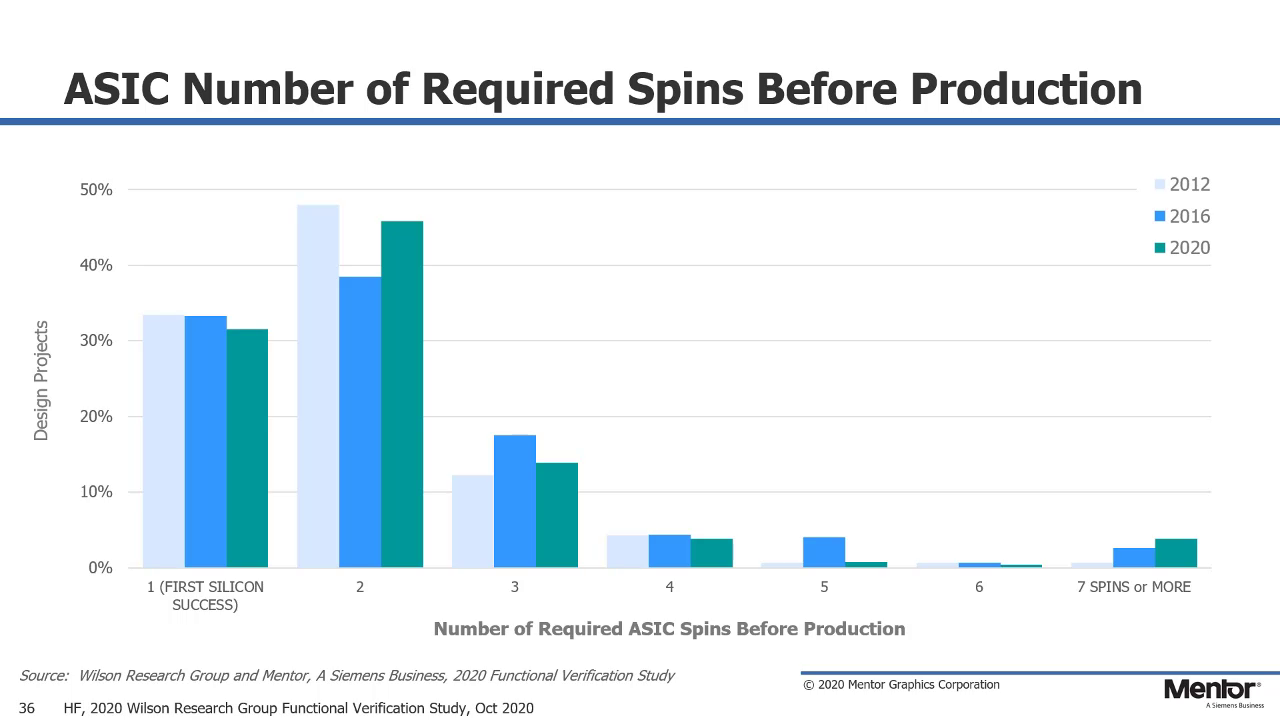 ASIC Number of Required Spins Before Production
50%
40%
30%
20%
10%
0%
Design Projects
2012
2016
2020
1 (FIRST SILICON
SUCCESS)
2
3
4
5
6
7 SPINS or MORE
Number of Required ASIC Spins Before Production
Source: Wilson Research Group and Mentor, A Siemens Business, 2020 Functional Verification Study
36 HF, 2020 Wilson Research Group Functional Verification Study, Oct 2020
© 2020 Mentor Graphics Corporation
Mentor®
A Siemens Business